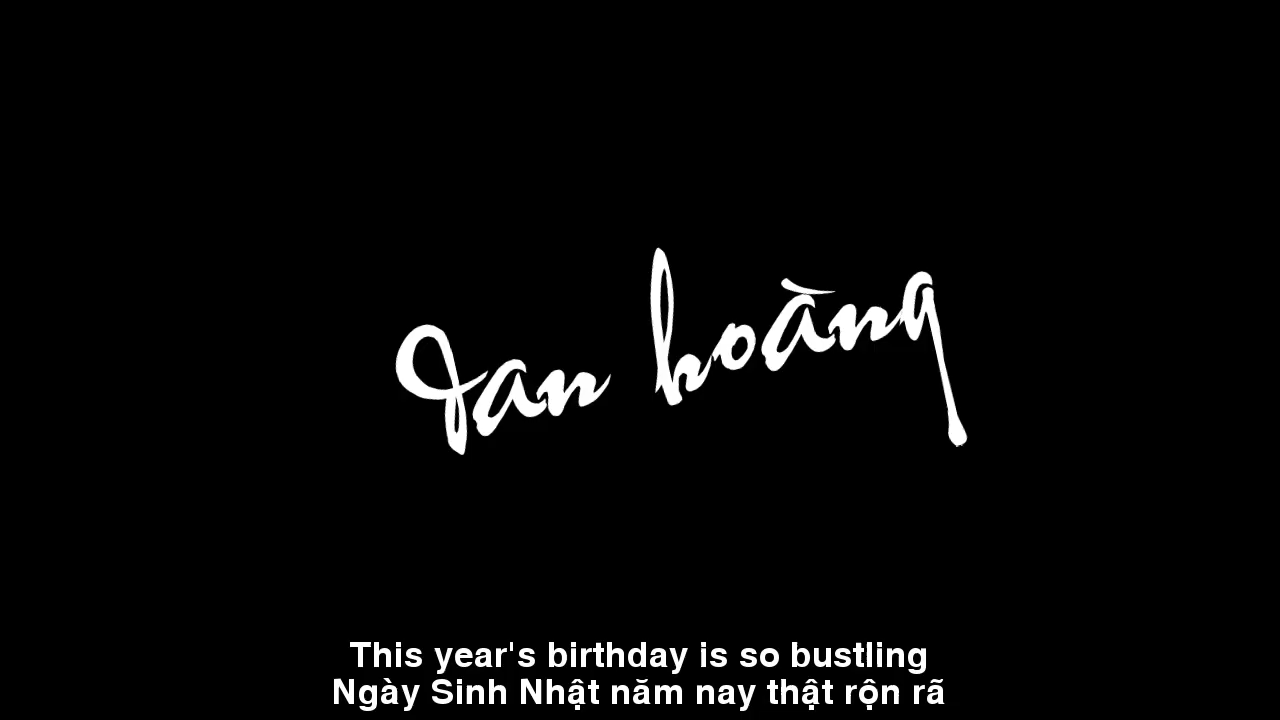 Đan hoàng
This year's birthday is so bustling
Ngày Sinh Nhật năm nay thật rộn rã